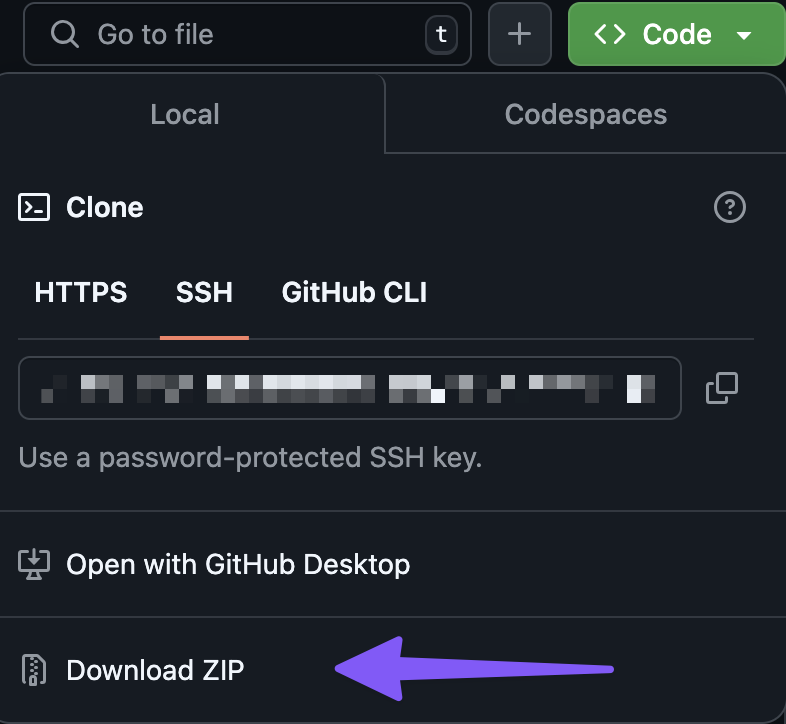 Go to file t + <> Code
Local Codespaces
Clone ?
HTTPS SSH GitHub CLI
Use a password-protected SSH key.
Open with GitHub Desktop
Download ZIP